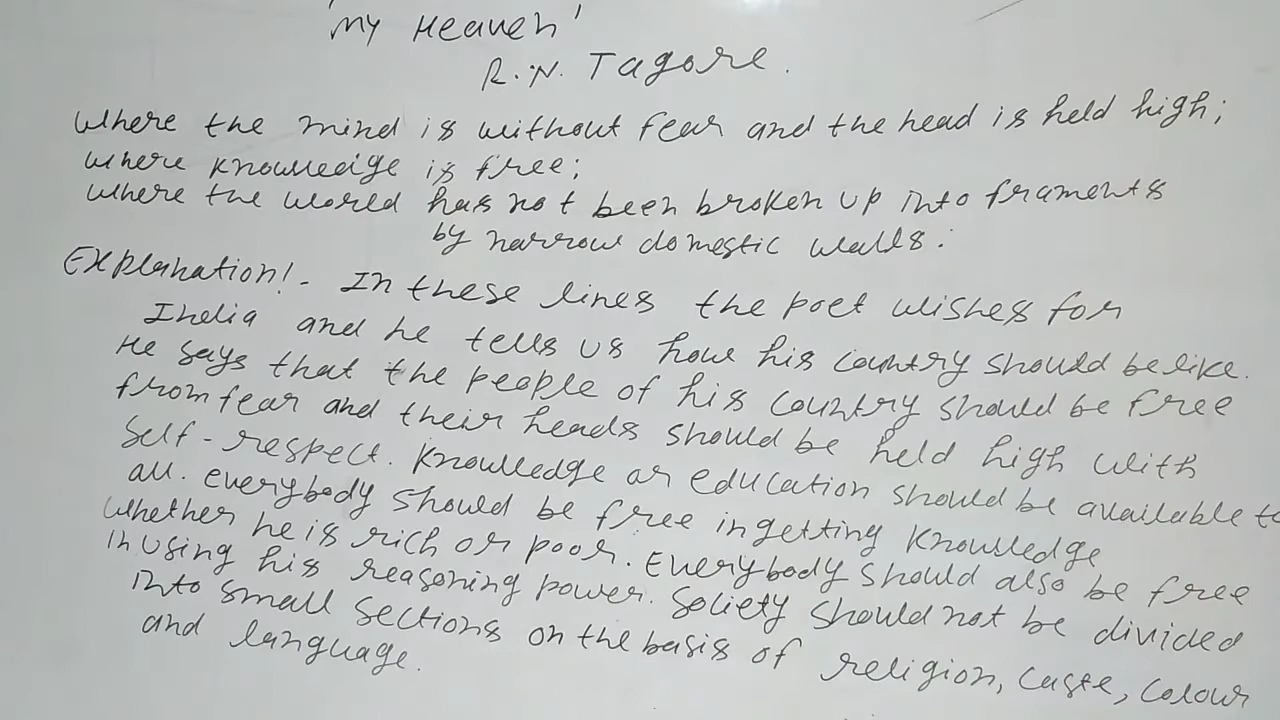 'My Heaven'
R.N. Tagore.
Where the mind is without fear and the head is held high;
where knowledge is free;
where the world has not been broken up into framents
by narrow domestic walls.
Explanation!- In these lines the poet wishes for
India and he tells us how his country should be like.
He says that the people of his country should be free
from fear and their heads should be held high with
self-respect. Knowledge or education should be available to
all. everybody should be free in getting knowledge
whether he is rich or poor. Everybody should also be free
in using his reasoning power. Society should not be divided
into small sections on the basis of religion, caste, colour
and language.